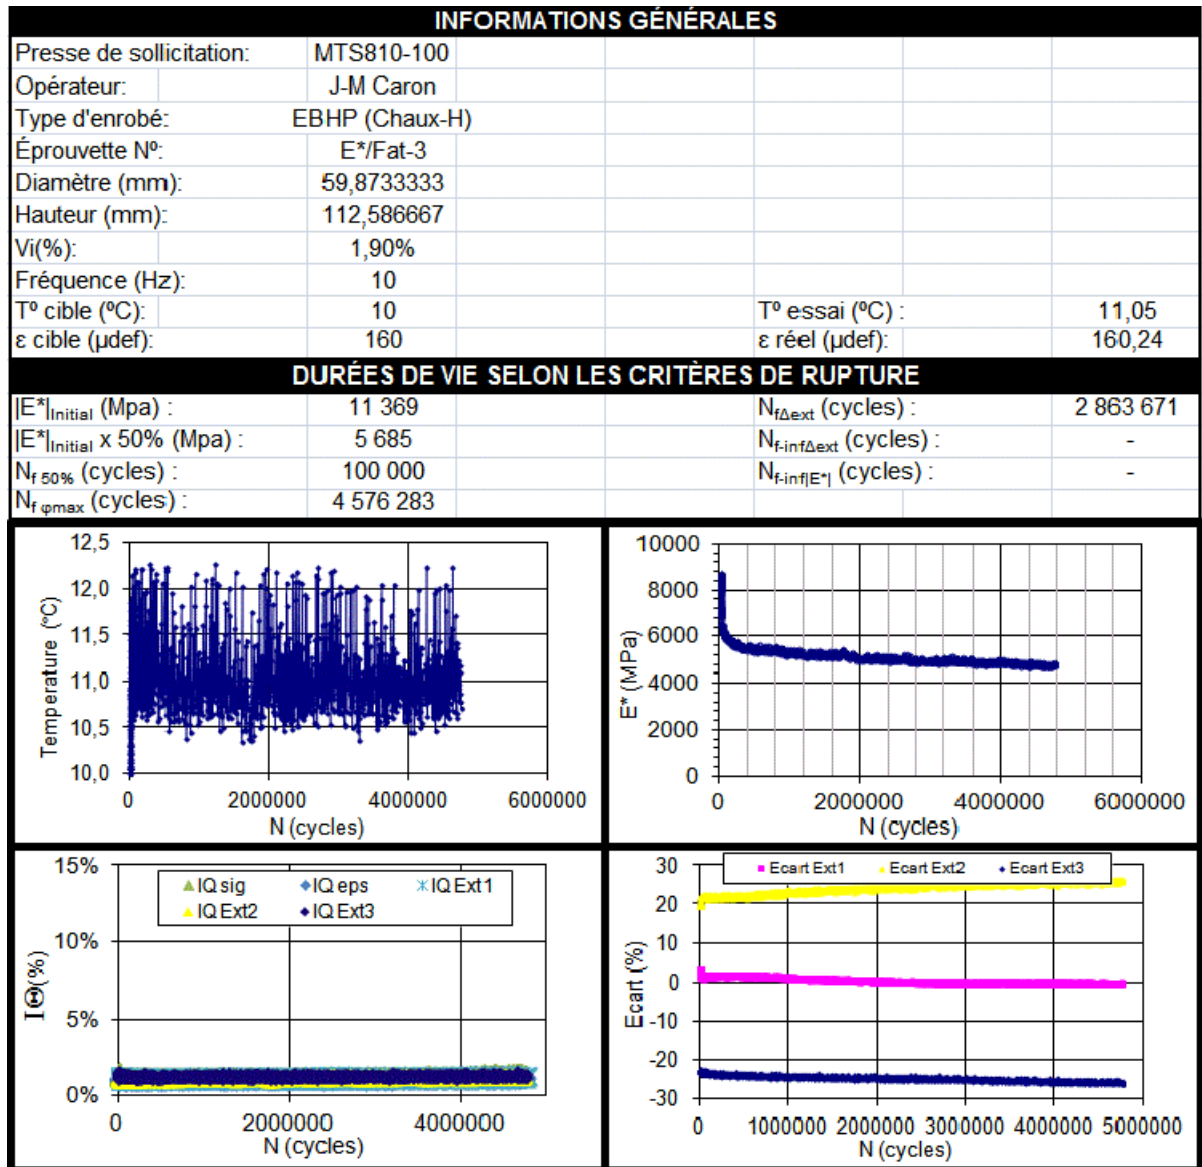 INFORMATIONS GÉNÉRALES
Presse de sollicitation: MTS810-100
Opérateur: J-M Caron
Type d'enrobé: EBHP (Chaux-H)
Éprouvette Nº: E*/Fat-3
Diamètre (mm): 59,8733333
Hauteur (mm): 112,586667
Vi(%): 1,90%
Fréquence (Hz): 10
Tº cible (ºC): 10 Tº essai (ºC) : 11,05
ε cible (µdef): 160 ε réel (µdef): 160,24
DURÉES DE VIE SELON LES CRITÈRES DE RUPTURE
|E*|Initial (Mpa) : 11 369 NfΔext (cycles) : 2 863 671
|E*|Initial x 50% (Mpa) : 5 685 Nf-infΔext (cycles) : -
Nf 50% (cycles) : 100 000 Nf-inf|E*| (cycles) : -
Nf φmax (cycles) : 4 576 283
12,5
12,0
11,5
11,0
10,5
10,0
Temperature (ºC)
0 2000000 4000000 6000000
N (cycles)
10000
8000
6000
4000
2000
0
E* (MPa)
0 2000000 4000000 6000000
N (cycles)
15%
10%
5%
0%
IΘ(%)
IQ sig IQ eps IQ Ext1
IQ Ext2 IQ Ext3
0 2000000 4000000
N (cycles)
30
20
10
0
-10
-20
-30
Ecart (%)
Ecart Ext1 Ecart Ext2 Ecart Ext3
0 1000000 2000000 3000000 4000000 5000000
N (cycles)